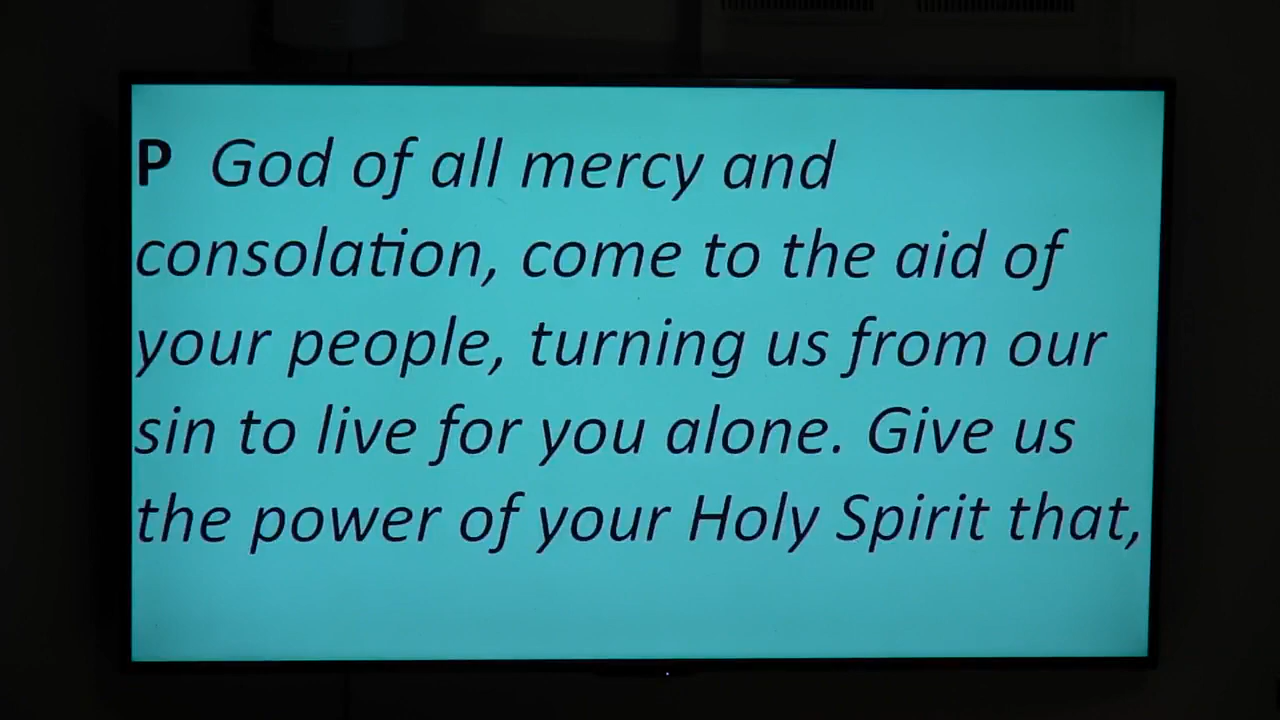 P God of all mercy and
consolation, come to the aid of
your people, turning us from our
sin to live for you alone. Give us
the power of your Holy Spirit that,